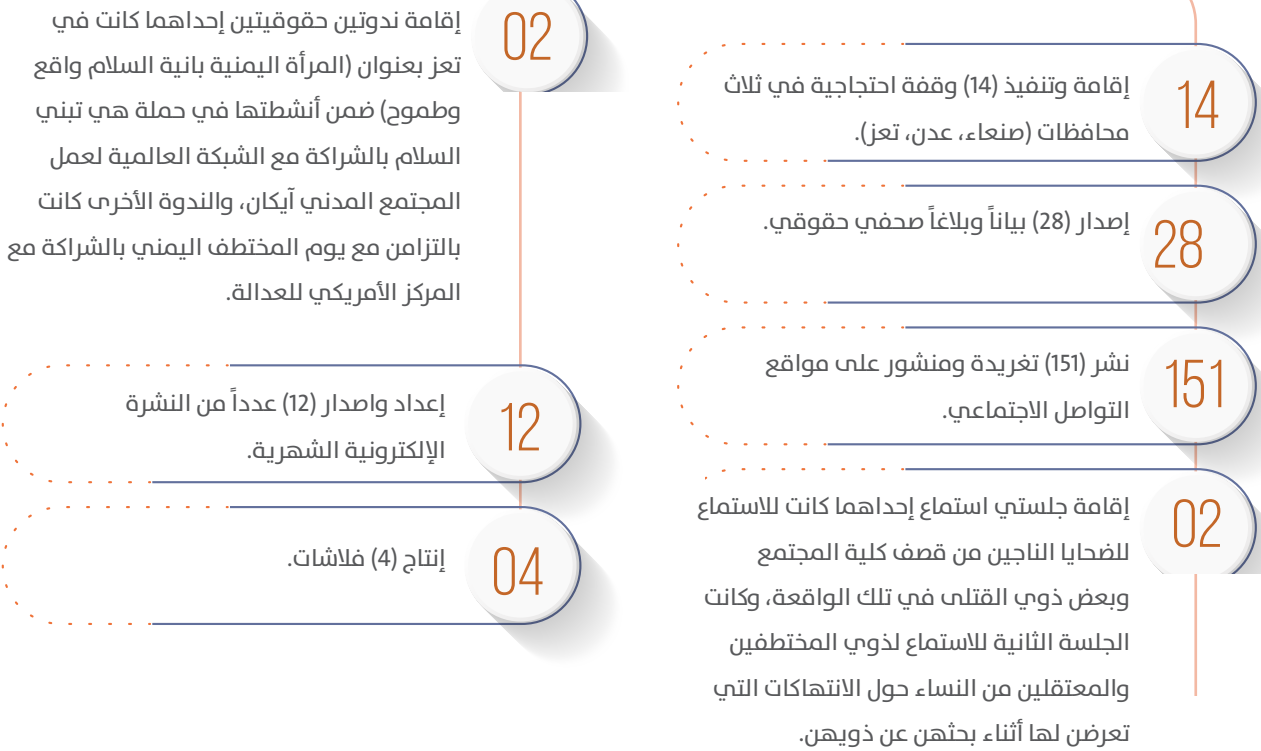 14
إقامة وتنفيذ (14) وقفة احتجاجية في ثلاث
محافظات (صنعاء، عدن، تعز).
28
إصدار (28) بياناً وبلاغاً صحفي حقوقي.
151
نشر (151) تغريدة ومنشور على مواقع
التواصل الاجتماعي.
02
إقامة جلستي استماع إحداهما كانت للاستماع
للضحايا الناجين من قصف كلية المجتمع
وبعض ذوي القتلى في تلك الواقعة، وكانت
الجلسة الثانية للاستماع لذوي المختطفين
والمعتقلين من النساء حول الانتهاكات التي
تعرضن لها أثناء بحثهن عن ذويهن.
02
إقامة ندوتين حقوقيتين إحداهما كانت في
تعز بعنوان (المرأة اليمنية بانية السلام واقع
وطموح) ضمن أنشطتها في حملة هي تبني
السلام بالشراكة مع الشبكة العالمية لعمل
المجتمع المدني آيكان، والندوة الأخرى كانت
بالتزامن مع يوم المختطف اليمني بالشراكة مع
المركز الأمريكي للعدالة.
12
إعداد واصدار (12) عدداً من النشرة
الإلكترونية الشهرية.
04
إنتاج (4) فلاشات.